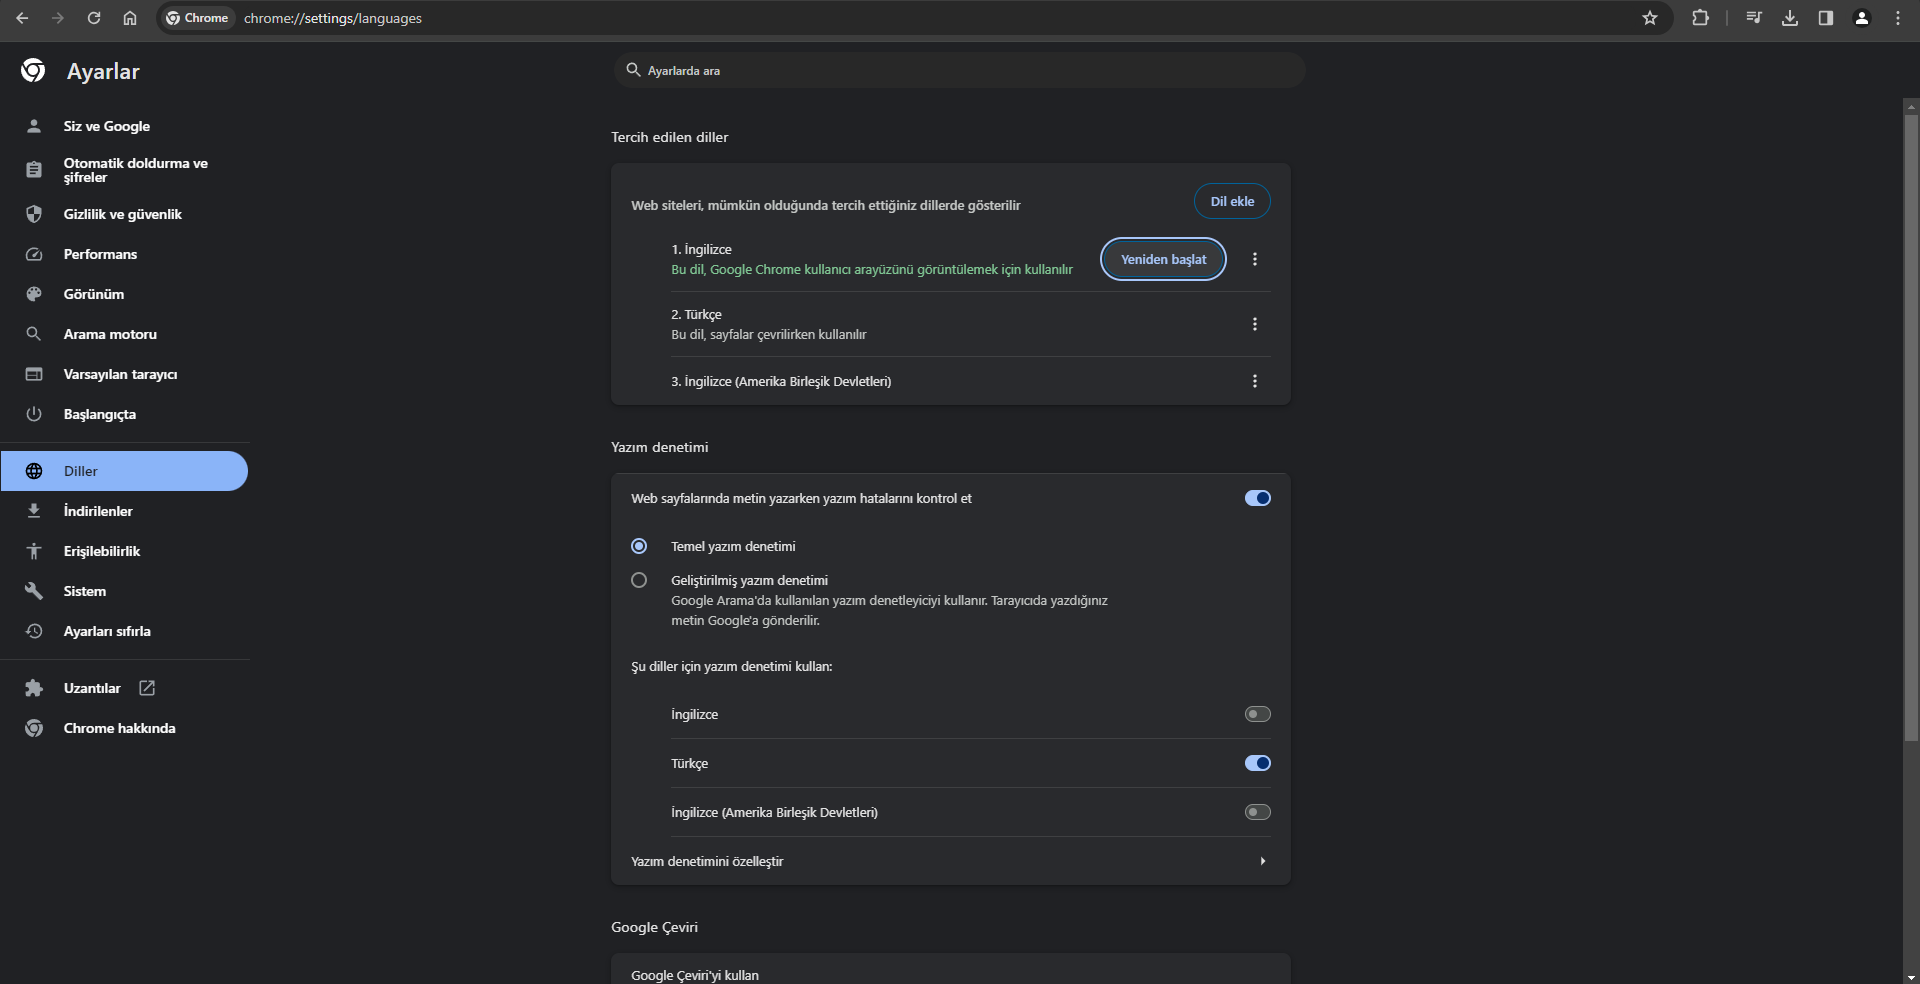 Chrome
chrome://settings/languages
Ayarlar
Ayarlarda ara
Siz ve Google
Otomatik doldurma ve
şifreler
Gizlilik ve güvenlik
Performans
Görünüm
Arama motoru
Varsayılan tarayıcı
Başlangıçta
Diller
İndirilenler
Erişilebilirlik
Sistem
Ayarları sıfırla
Uzantılar
Chrome hakkında
Tercih edilen diller
Web siteleri, mümkün olduğunda tercih ettiğiniz dillerde gösterilir
Dil ekle
1. İngilizce
Bu dil, Google Chrome kullanıcı arayüzünü görüntülemek için kullanılır
Yeniden başlat
2. Türkçe
Bu dil, sayfalar çevrilirken kullanılır
3. İngilizce (Amerika Birleşik Devletleri)
Yazım denetimi
Web sayfalarında metin yazarken yazım hatalarını kontrol et
Temel yazım denetimi
Geliştirilmiş yazım denetimi
Google Arama'da kullanılan yazım denetleyiciyi kullanır. Tarayıcıda yazdığınız
metin Google'a gönderilir.
Şu diller için yazım denetimi kullan:
İngilizce
Türkçe
İngilizce (Amerika Birleşik Devletleri)
Yazım denetimini özelleştir
Google Çeviri
Google Çeviri'yi kullan